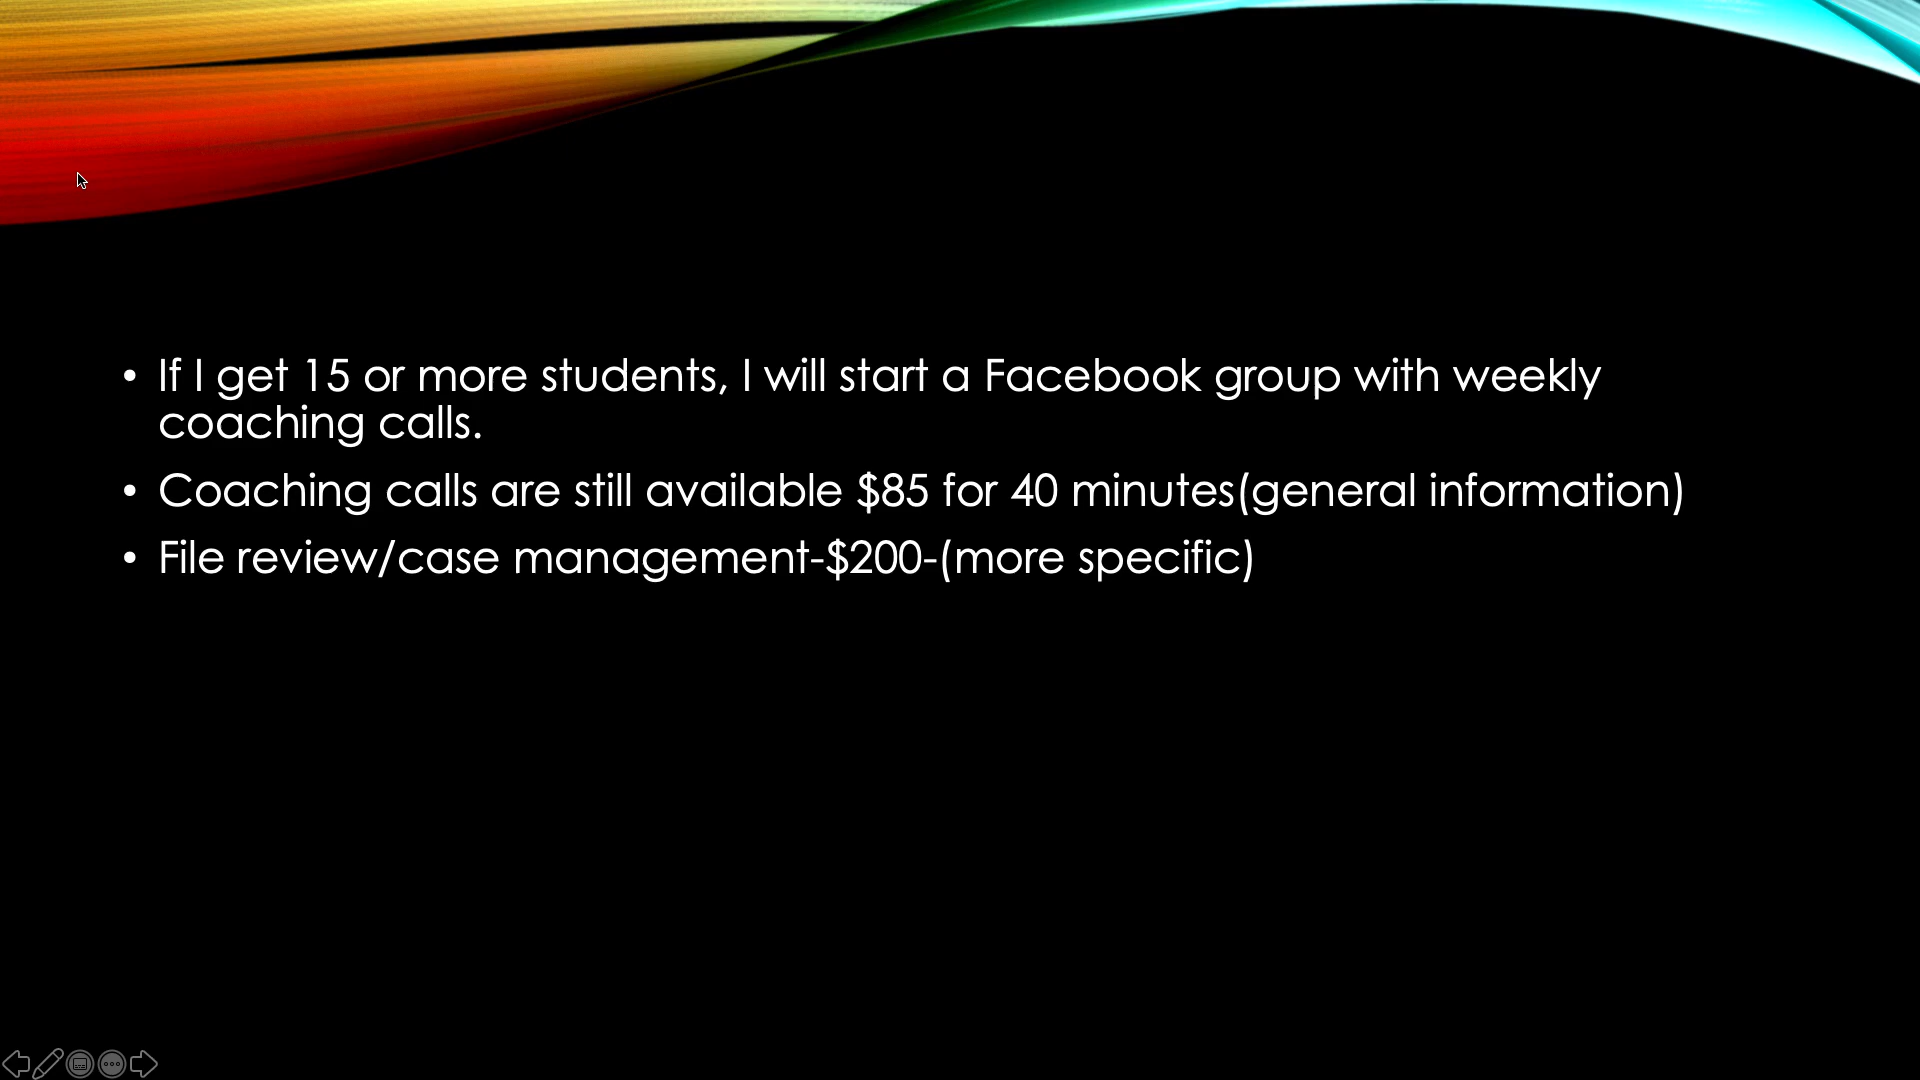 • If I get 15 or more students, I will start a Facebook group with weekly
coaching calls.
• Coaching calls are still available $85 for 40 minutes(general information)
• File review/case management-$200-(more specific)